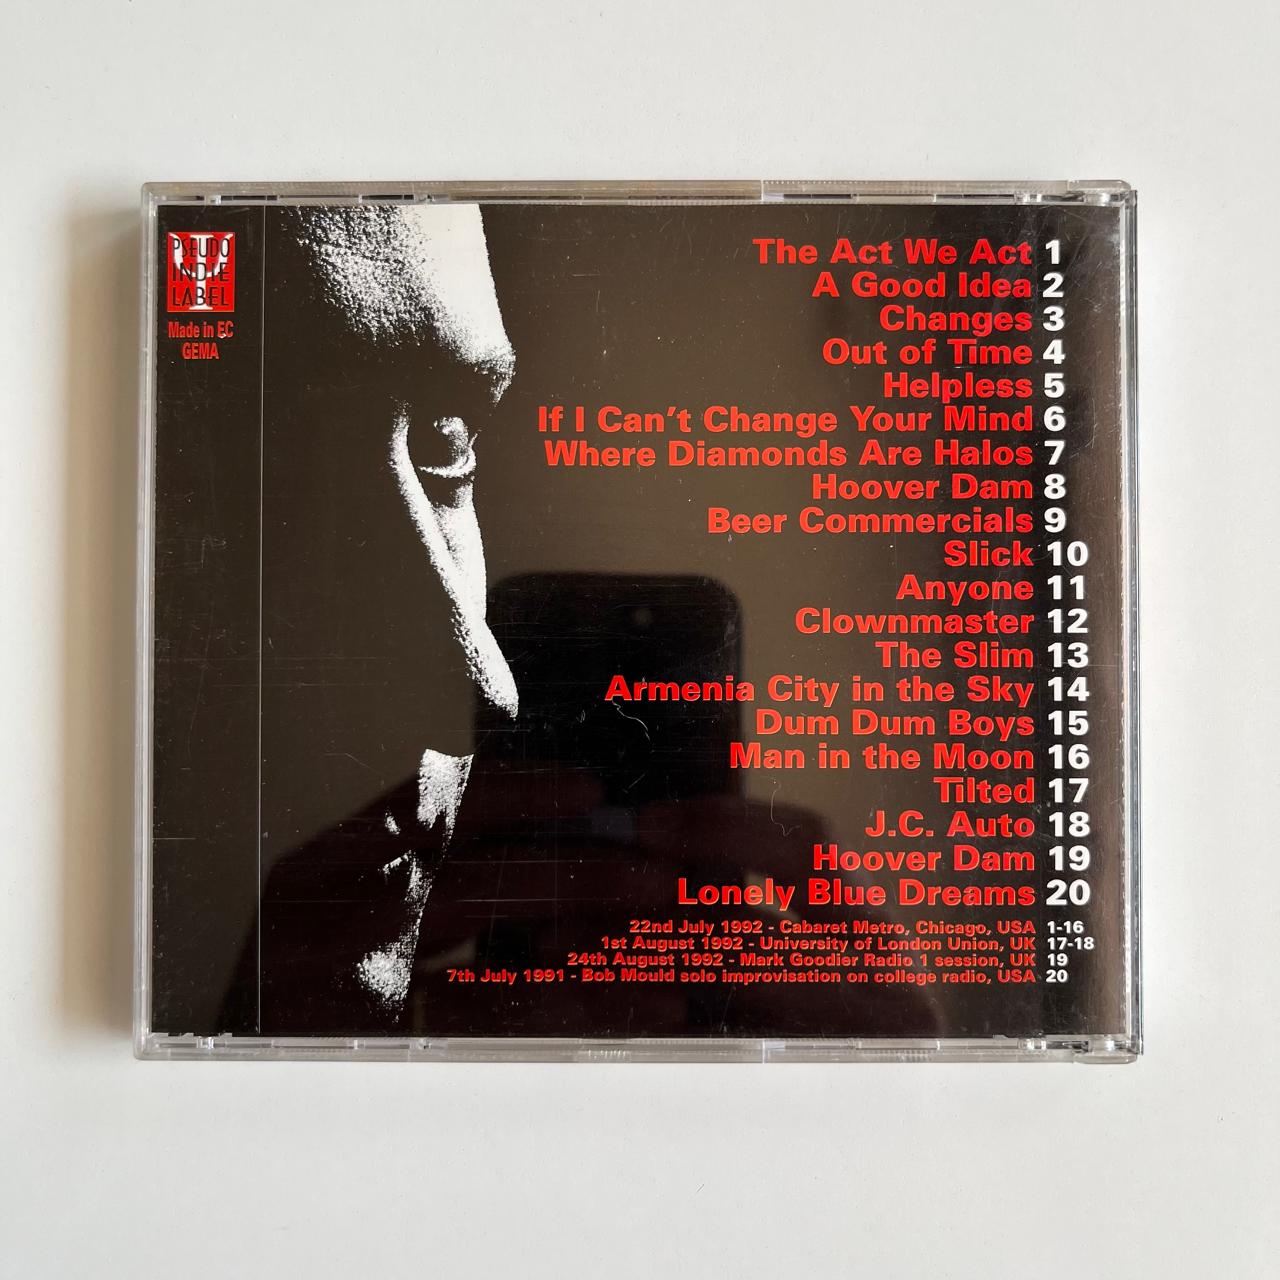 PSEUDO
INDIE
LABEL
Made in EC
GEMA
The Act We Act 1
A Good Idea 2
Changes 3
Out of Time 4
Helpless 5
If I Can't Change Your Mind 6
Where Diamonds Are Halos 7
Hoover Dam 8
Beer Commercials 9
Slick 10
Anyone 11
Clownmaster 12
The Slim 13
Armenia City in the Sky 14
Dum Dum Boys 15
Man in the Moon 16
Tilted 17
J.C. Auto 18
Hoover Dam 19
Lonely Blue Dreams 20
22nd July 1992 - Cabaret Metro, Chicago, USA 1-16
1st August 1992 - University of London Union, UK 17-18
24th August 1992 - Mark Goodier Radio 1 session, UK 19
7th July 1991 - Bob Mould solo improvisation on college radio, USA 20